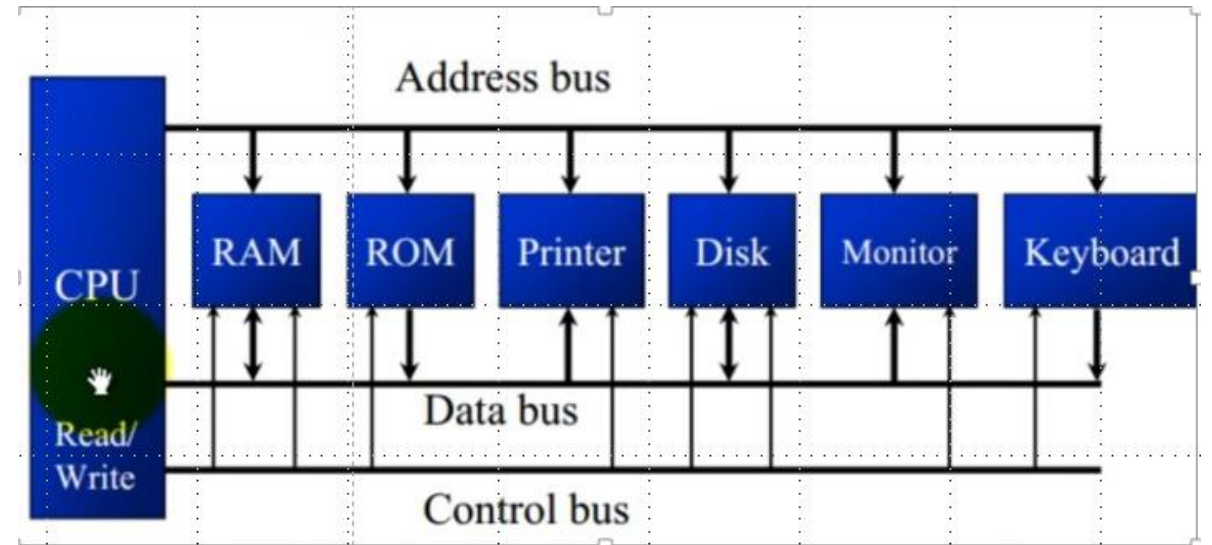 Address bus
CPU
RAM
ROM
Printer
Disk
Monitor
Keyboard
Data bus
Read/
Write
Control bus